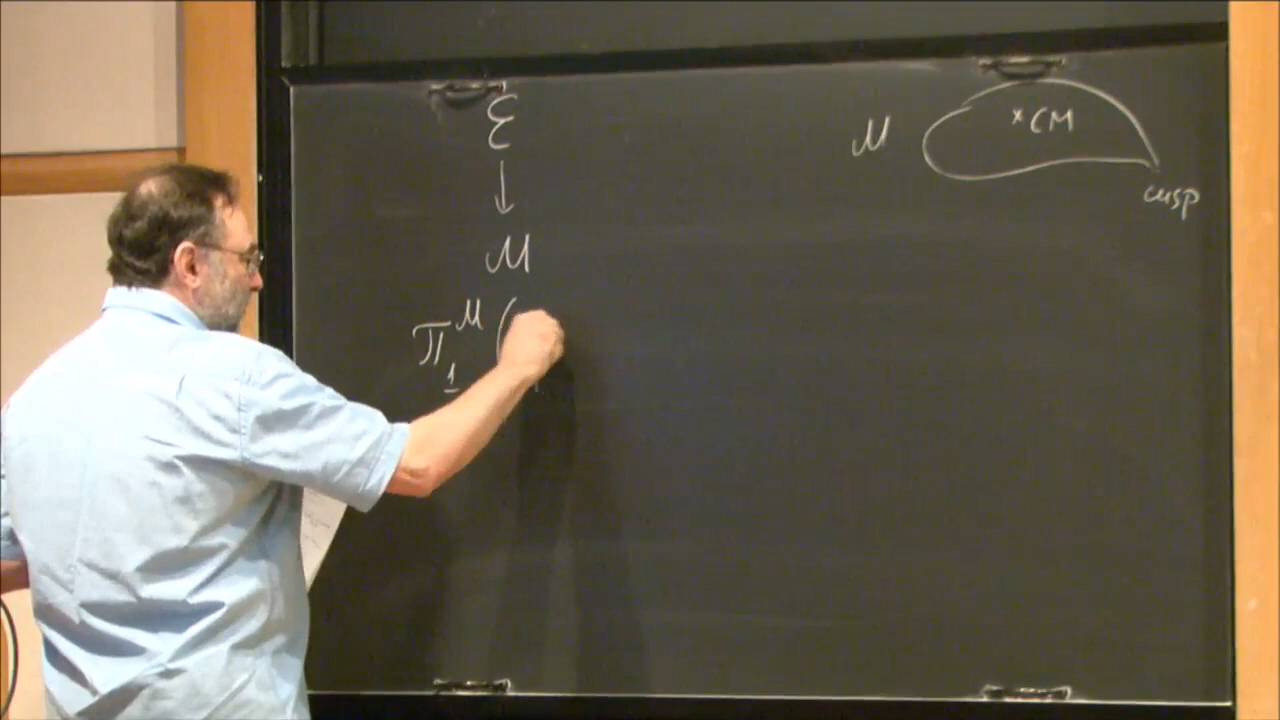 ℰ
↓
ℳ
π₁^ℳ (
ℳ
× CM
cusp